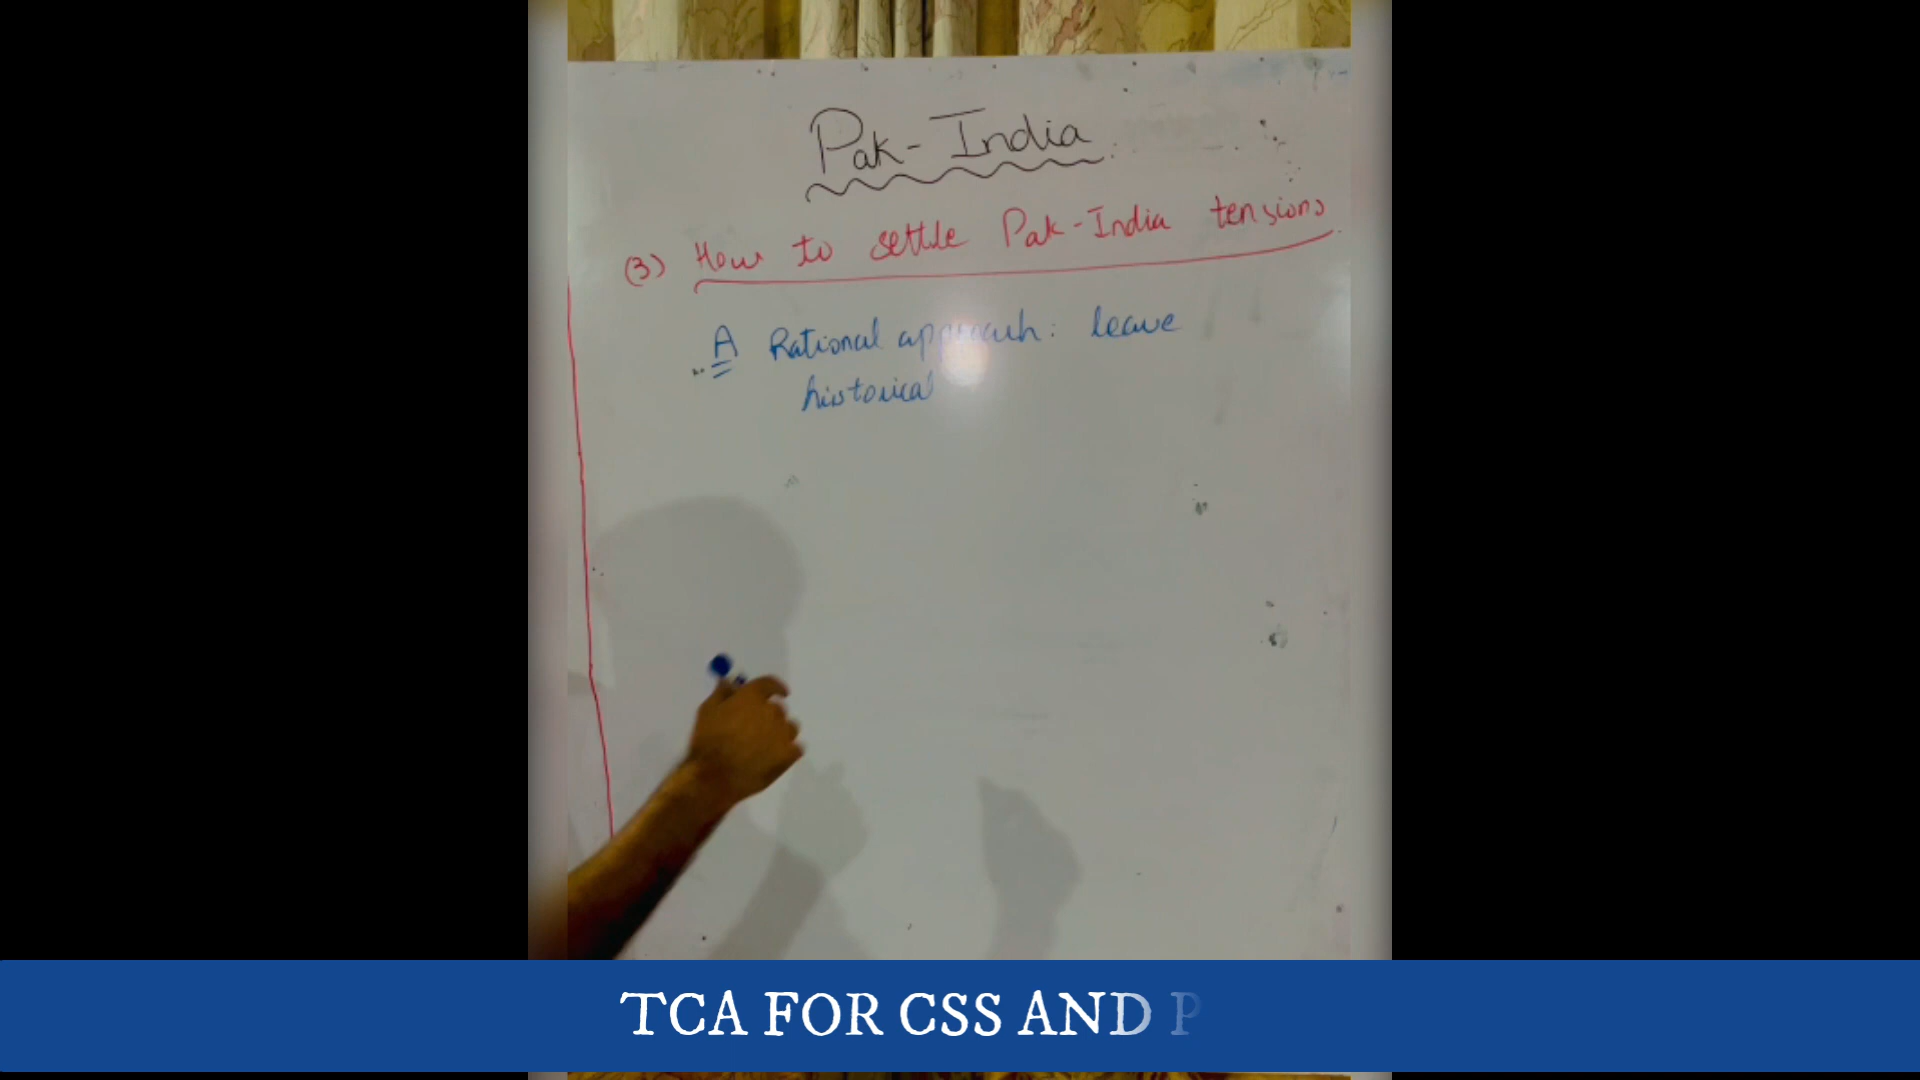 Pak-India
(3) How to settle Pak-India tensions
A Rational approach: leave
historical
TCA FOR CSS AND P